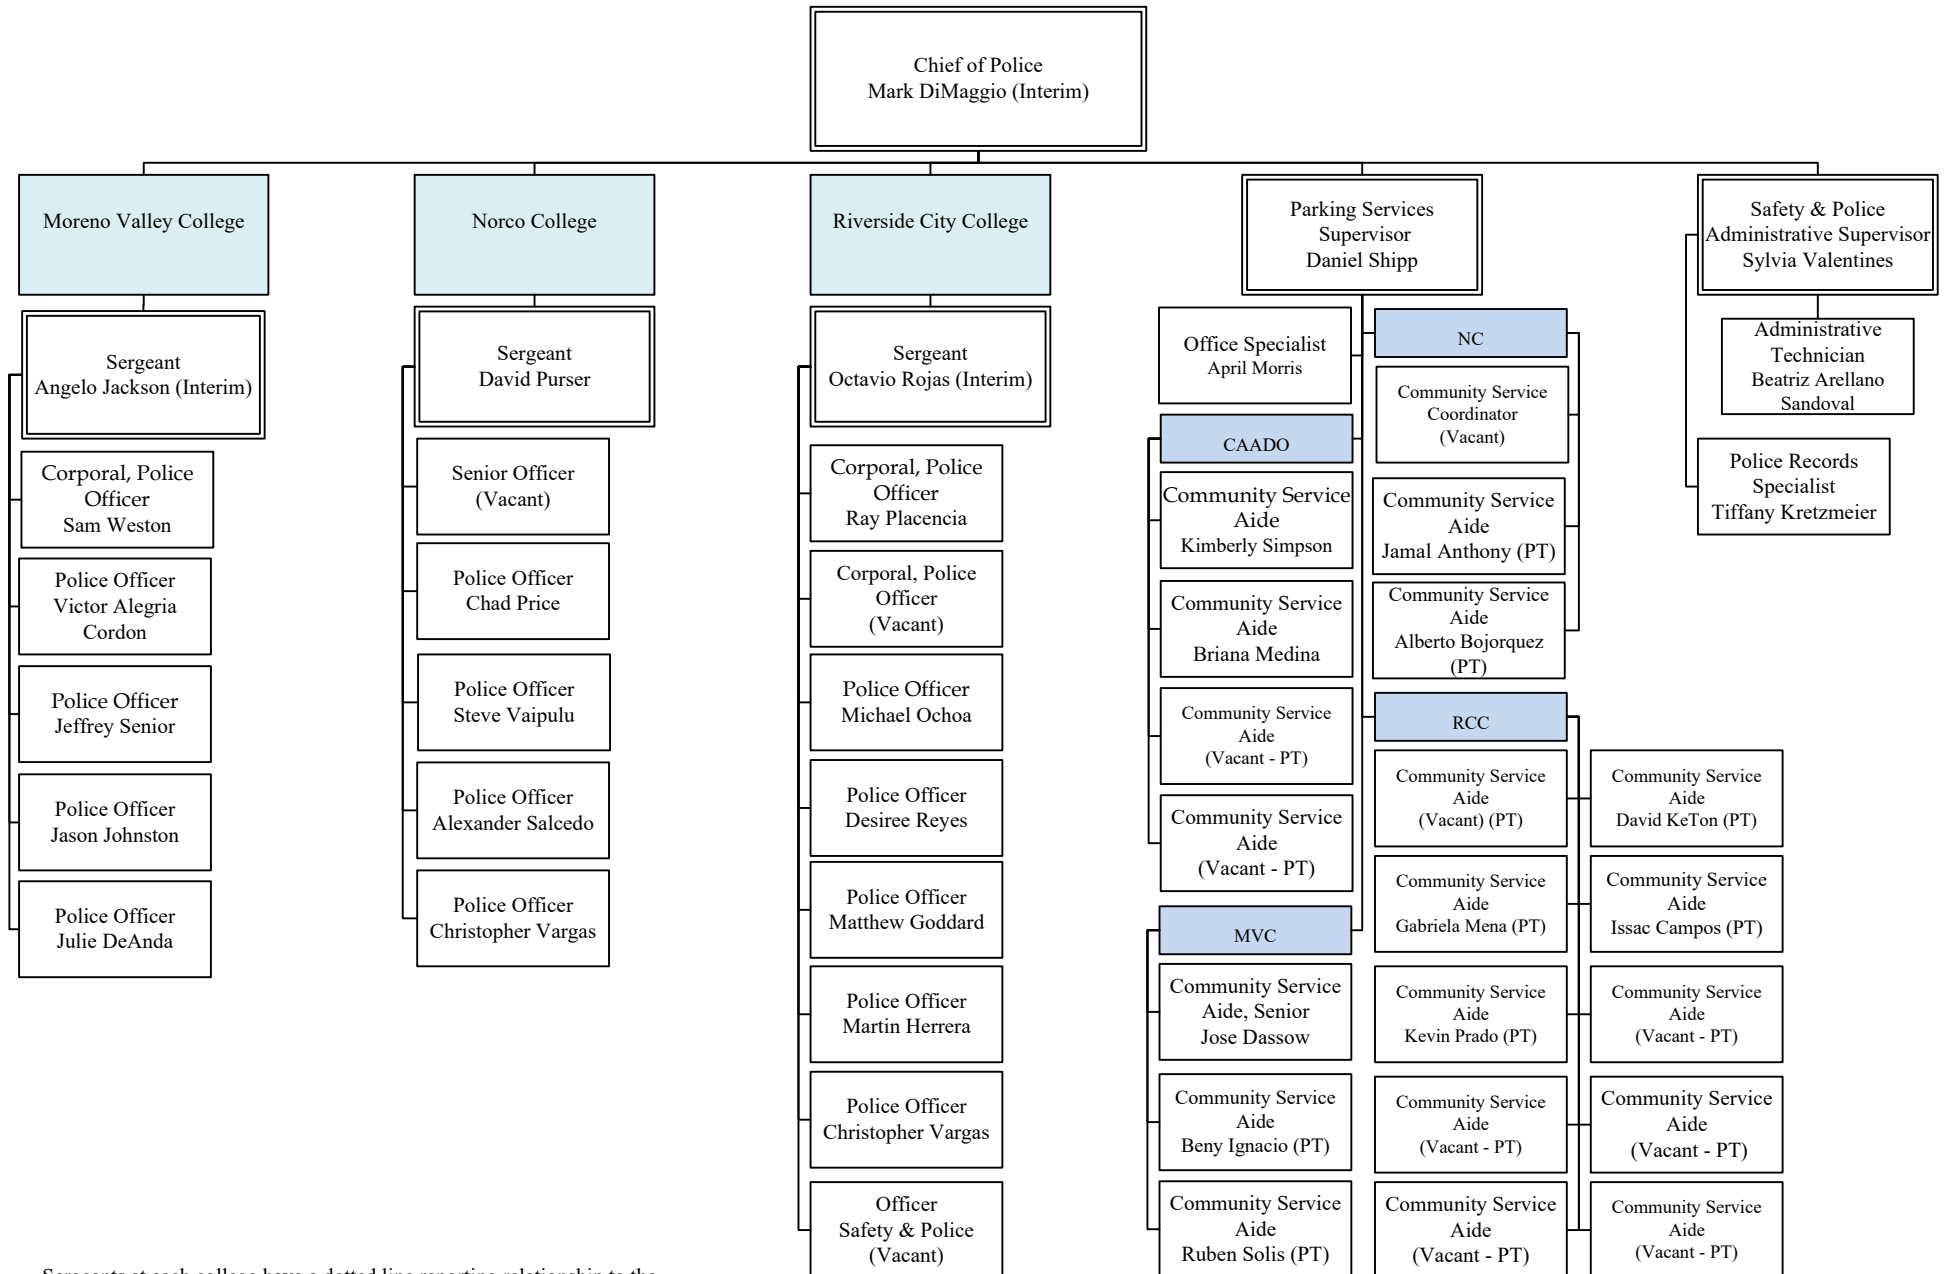 Chief of Police
Mark DiMaggio (Interim)
Moreno Valley College
Sergeant
Angelo Jackson (Interim)
Corporal, Police
Officer
Sam Weston
Police Officer
Victor Alegria
Cordon
Police Officer
Jeffrey Senior
Police Officer
Jason Johnston
Police Officer
Julie DeAnda
Norco College
Sergeant
David Purser
Senior Officer
(Vacant)
Police Officer
Chad Price
Police Officer
Steve Vaipulu
Police Officer
Alexander Salcedo
Police Officer
Christopher Vargas
Riverside City College
Sergeant
Octavio Rojas (Interim)
Corporal, Police
Officer
Ray Placencia
Corporal, Police
Officer
(Vacant)
Police Officer
Michael Ochoa
Police Officer
Desiree Reyes
Police Officer
Matthew Goddard
Police Officer
Martin Herrera
Police Officer
Christopher Vargas
Officer
Safety & Police
(Vacant)
Parking Services
Supervisor
Daniel Shipp
Office Specialist
April Morris
CAADO
Community Service
Aide
Kimberly Simpson
Community Service
Aide
Briana Medina
Community Service
Aide
(Vacant - PT)
Community Service
Aide
(Vacant - PT)
MVC
Community Service
Aide, Senior
Jose Dassow
Community Service
Aide
Beny Ignacio (PT)
Community Service
Aide
Ruben Solis (PT)
NC
Community Service
Coordinator
(Vacant)
Community Service
Aide
Jamal Anthony (PT)
Community Service
Aide
Alberto Bojorquez
(PT)
RCC
Community Service
Aide
(Vacant) (PT)
Community Service
Aide
Gabriela Mena (PT)
Community Service
Aide
Kevin Prado (PT)
Community Service
Aide
(Vacant - PT)
Community Service
Aide
(Vacant - PT)
Community Service
Aide
David KeTon (PT)
Community Service
Aide
Issac Campos (PT)
Community Service
Aide
(Vacant - PT)
Community Service
Aide
(Vacant - PT)
Community Service
Aide
(Vacant - PT)
Safety & Police
Administrative Supervisor
Sylvia Valentines
Administrative
Technician
Beatriz Arellano
Sandoval
Police Records
Specialist
Tiffany Kretzmeier
Sergeants at each college have a dotted line reporting relationship to the